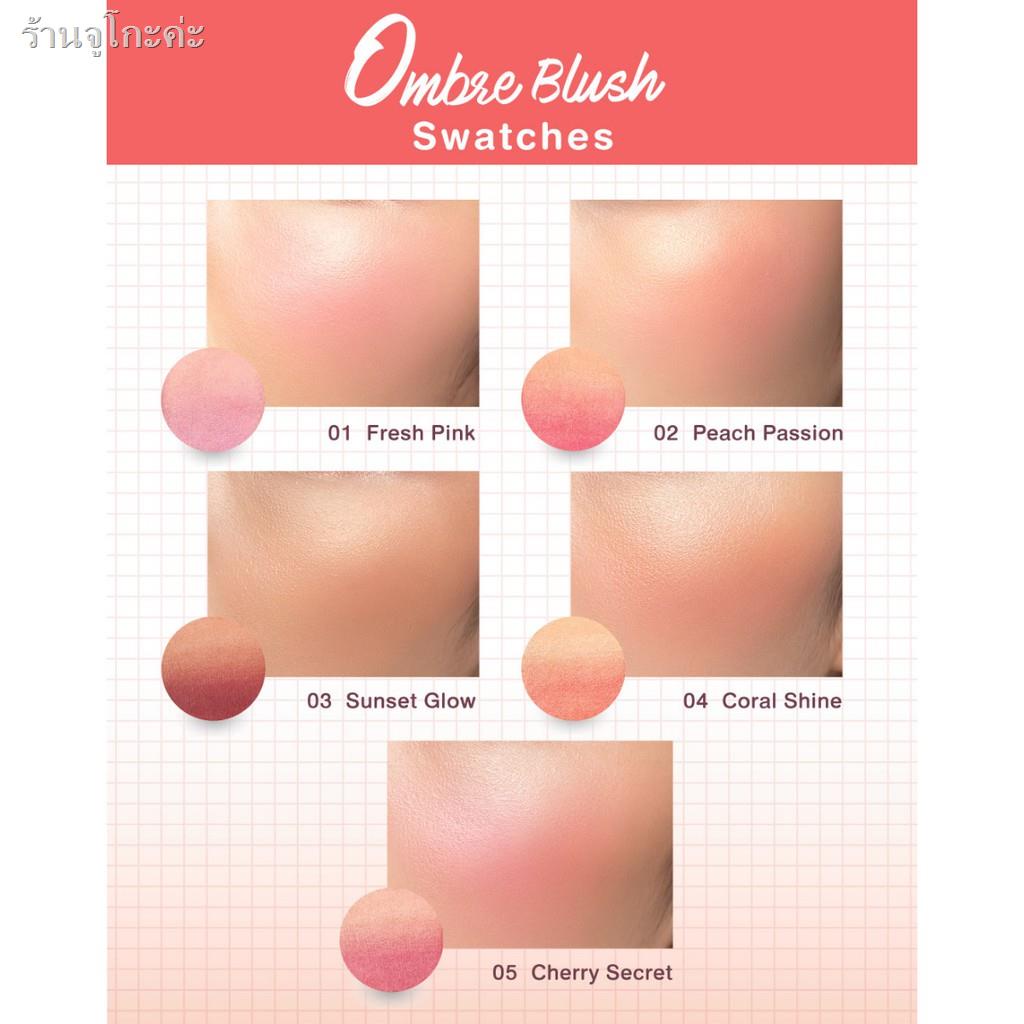 ร้านจูโกะค่ะ
Ombre Blush
Swatches
01 Fresh Pink
02 Peach Passion
03 Sunset Glow
04 Coral Shine
05 Cherry Secret